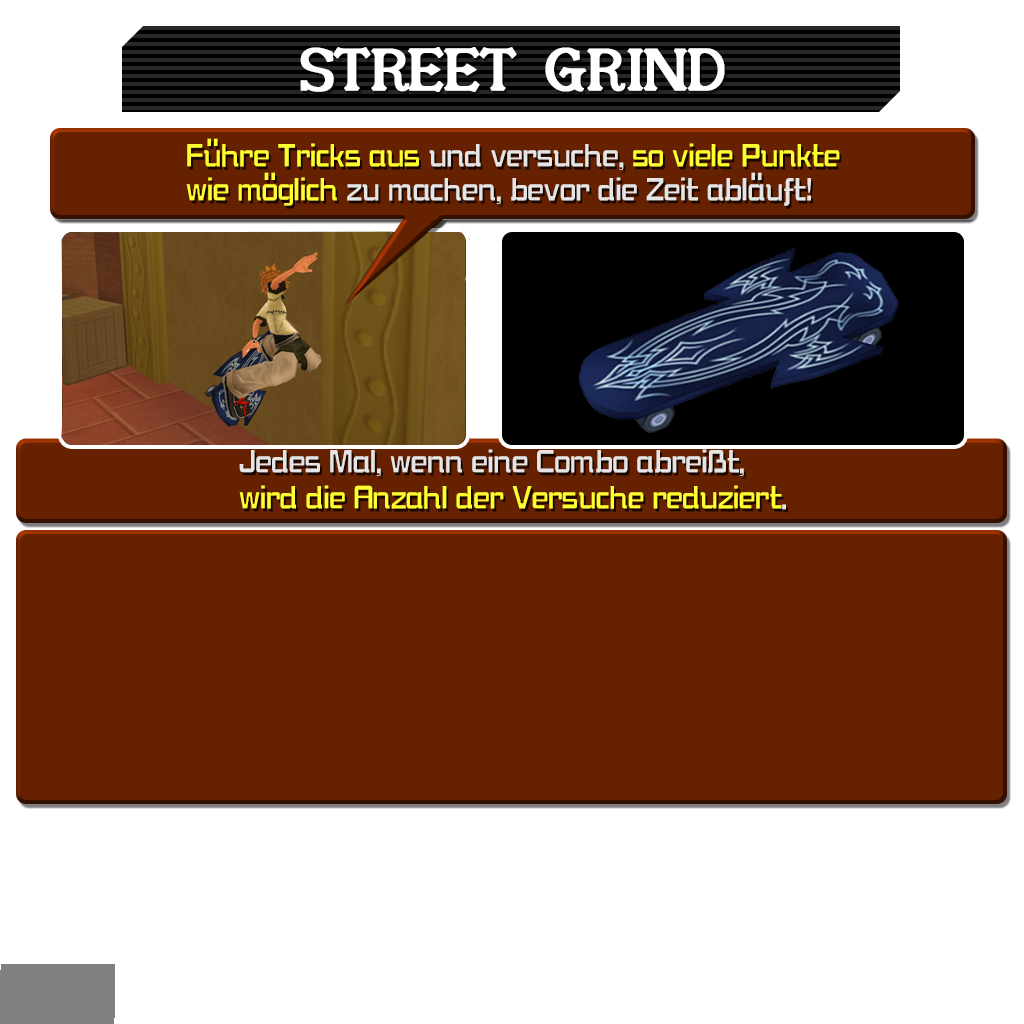 STREET GRIND
Führe Tricks aus und versuche, so viele Punkte
wie möglich zu machen, bevor die Zeit abläuft!
Jedes Mal, wenn eine Combo abreißt,
wird die Anzahl der Versuche reduziert.